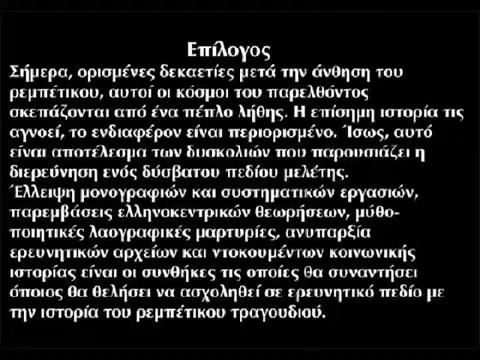 Επίλογος
Σήμερα, ορισμένες δεκαετίες μετά την άνθηση του
ρεμπέτικου, αυτοί οι κόσμοι του παρελθόντος
σκεπάζονται από ένα πέπλο λήθης. Η επίσημη ιστορία τις
αγνοεί, το ενδιαφέρον είναι περιορισμένο. Ίσως, αυτό
είναι αποτέλεσμα των δυσκολιών που παρουσιάζει η
διερεύνηση ενός δύσβατου πεδίου μελέτης.
Έλλειψη μονογραφιών και συστηματικών εργασιών,
παρεμβάσεις ελληνοκεντρικών θεωρήσεων, μύθο-
ποιητικές λαογραφικές μαρτυρίες, ανυπαρξία
ερευνητικών αρχείων και ντοκουμέντων κοινωνικής
ιστορίας είναι οι συνθήκες τις οποίες θα συναντήσει
όποιος θα θελήσει να ασχοληθεί σε ερευνητικό πεδίο με
την ιστορία του ρεμπέτικου τραγουδιού.